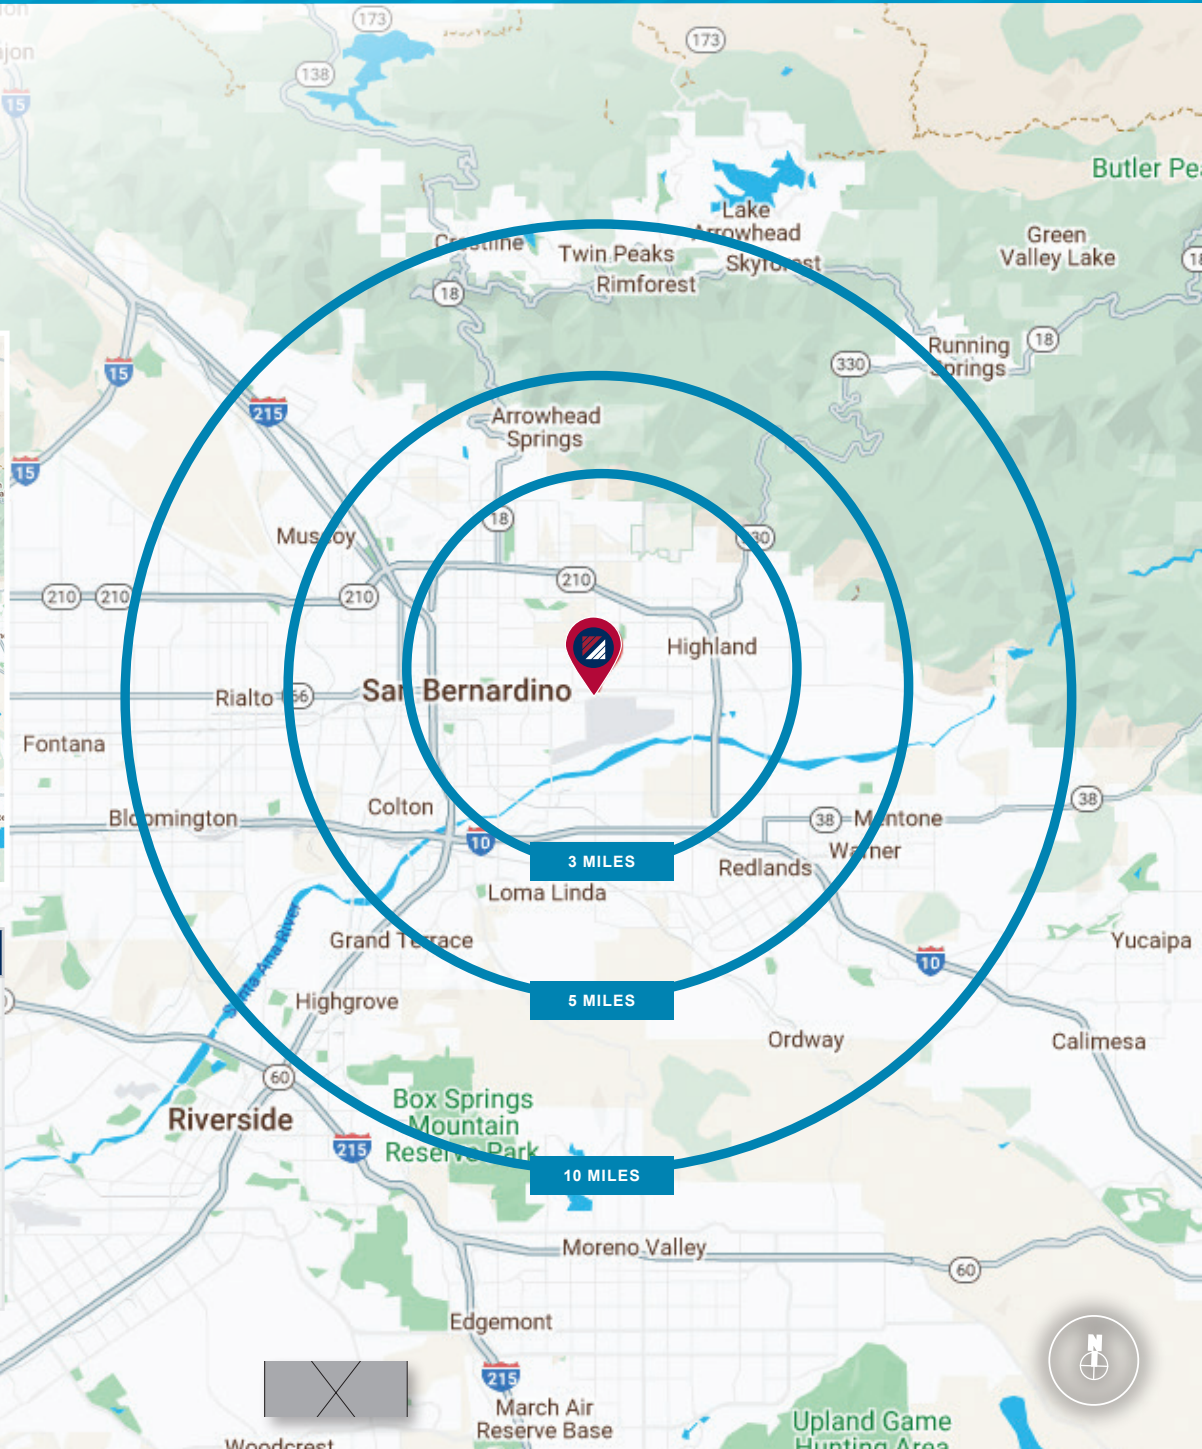 173
173
138
15
Butler Pe
Lake
Arrowhead
Crestline
Twin Peaks
Skyforest
Rimforest
Green
Valley Lake
18
18
Running
Springs
18
330
15
215
Arrowhead
Springs
15
18
Muscoy
330
210
210
210
210
Highland
San Bernardino
Rialto
66
Fontana
Bloomington
Colton
38
38
Mentone
10
3 MILES
Warner
Redlands
Loma Linda
Grand Terrace
Santa Ana River
Yucaipa
10
Highgrove
5 MILES
Ordway
Calimesa
60
Riverside
Box Springs
Mountain
Reserve Park
215
10 MILES
Moreno Valley
60
Edgemont
N
215
March Air
Reserve Base
Upland Game
Hunting Area
Woodcrest